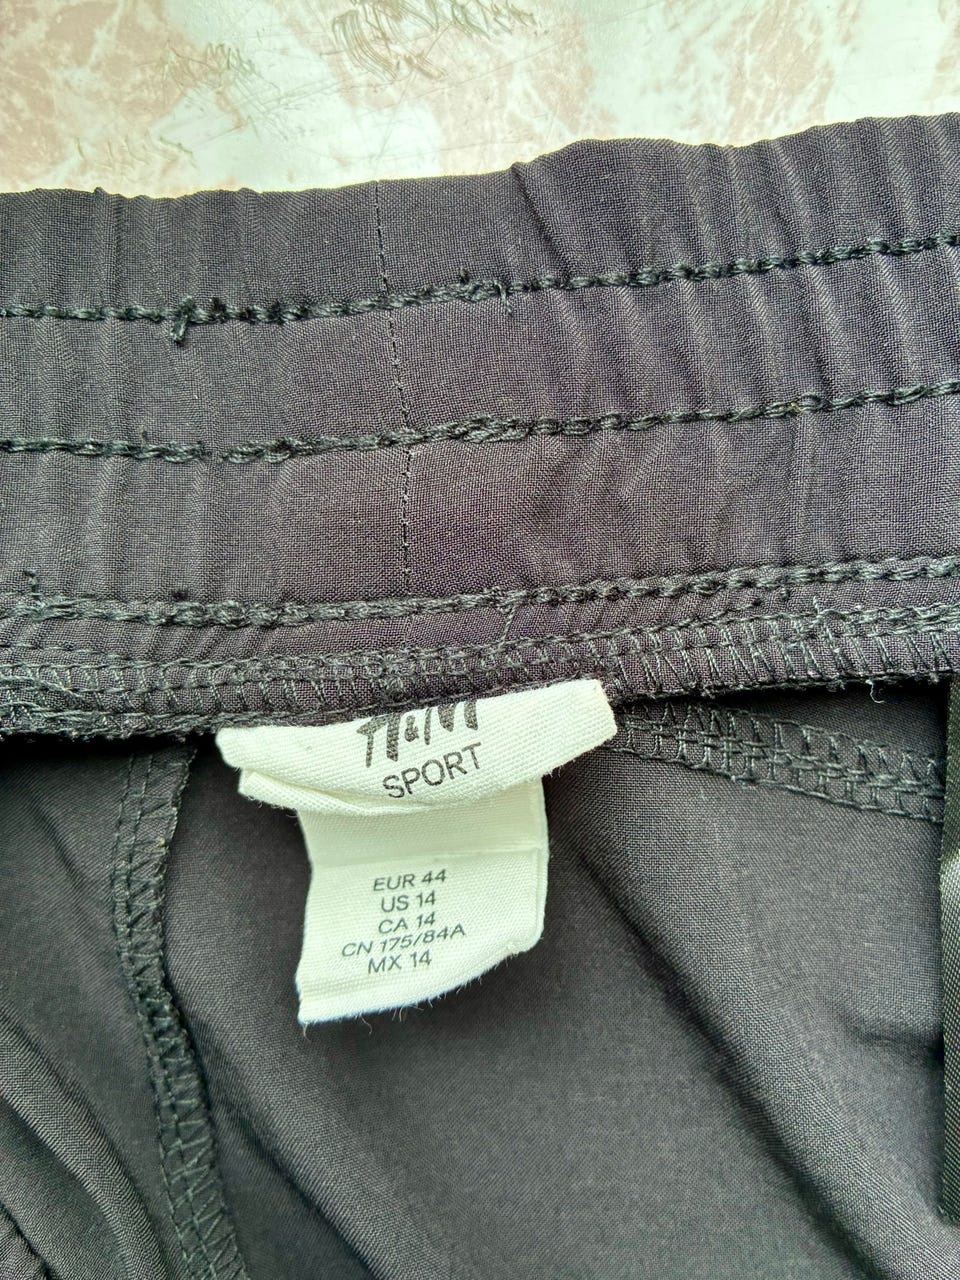 H&M
SPORT
EUR 44
US 14
CA 14
CN 175/84A
MX 14